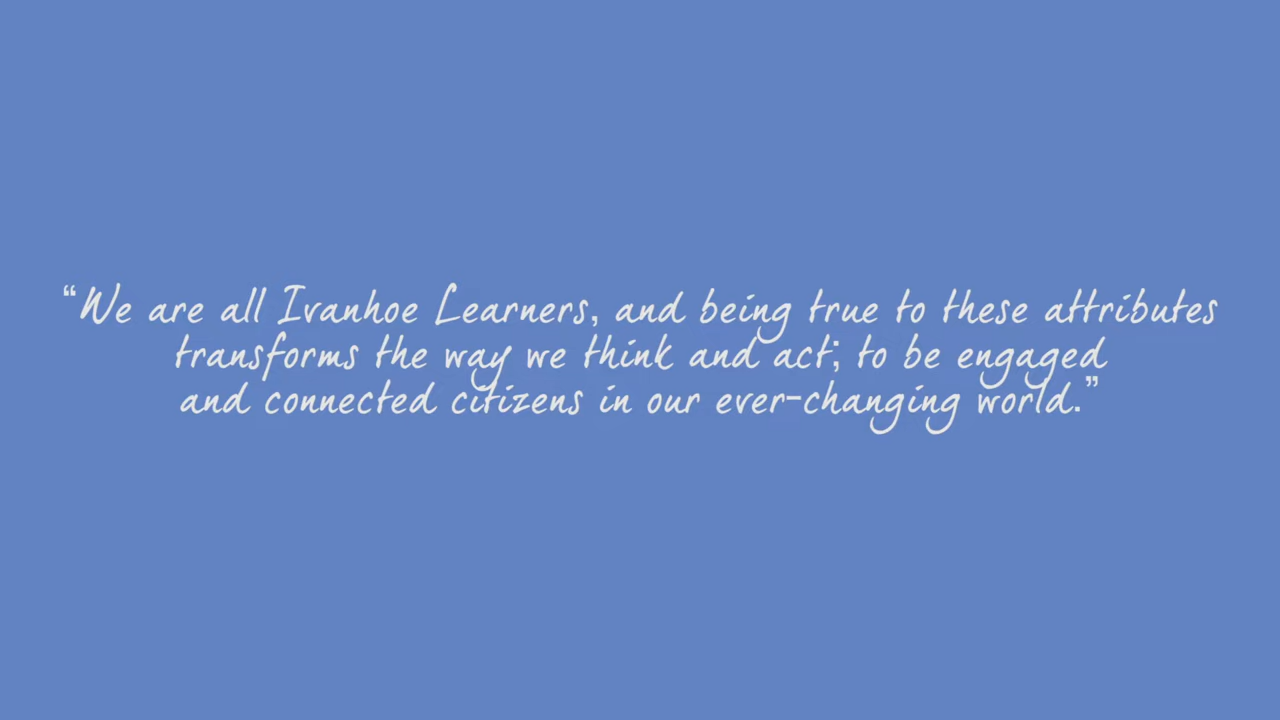 “We are all Ivanhoe Learners, and being true to these attributes
transforms the way we think and act; to be engaged
and connected citizens in our ever-changing world.”